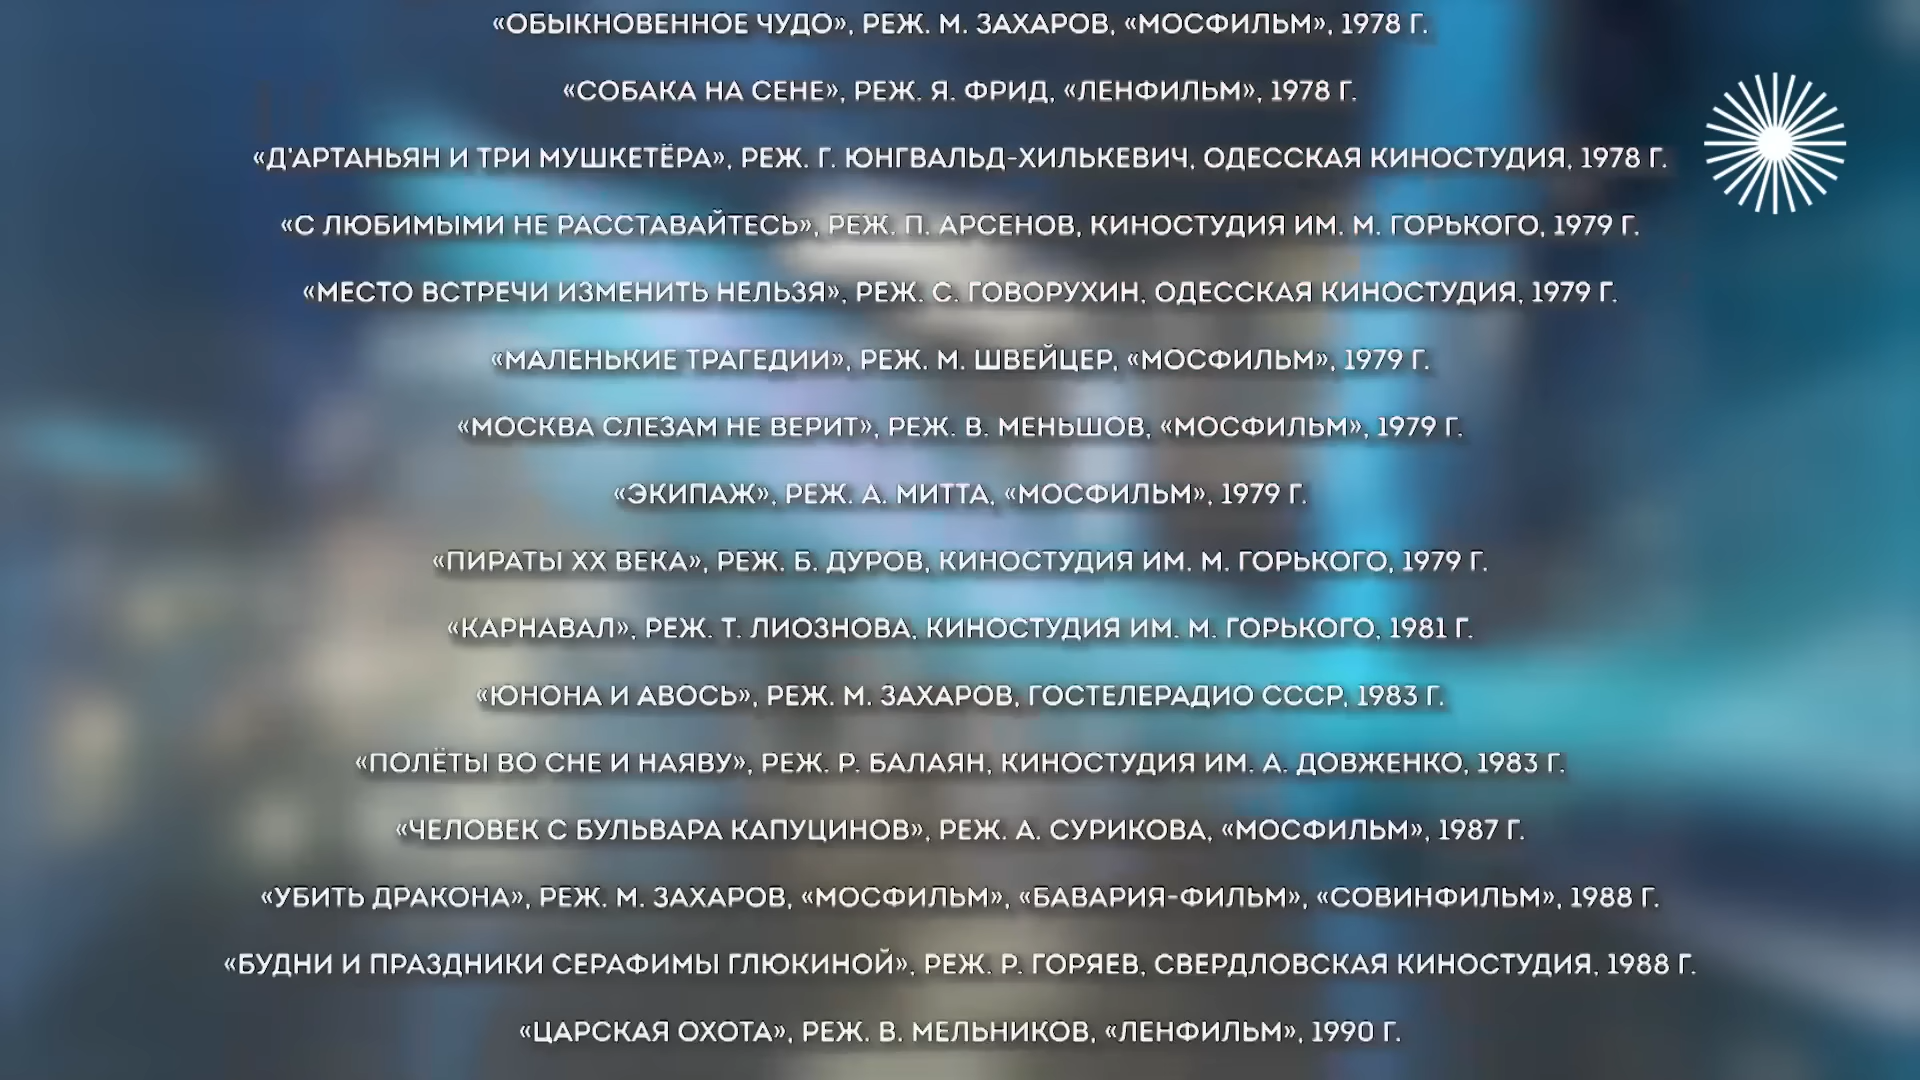 «ОБЫКНОВЕННОЕ ЧУДО», РЕЖ. М. ЗАХАРОВ, «МОСФИЛЬМ», 1978 Г.
«СОБАКА НА СЕНЕ», РЕЖ. Я. ФРИД, «ЛЕНФИЛЬМ», 1978 Г.
«Д'АРТАНЬЯН И ТРИ МУШКЕТЁРА», РЕЖ. Г. ЮНГВАЛЬД-ХИЛЬКЕВИЧ, ОДЕССКАЯ КИНОСТУДИЯ, 1978 Г.
«С ЛЮБИМЫМИ НЕ РАССТАВАЙТЕСЬ», РЕЖ. П. АРСЕНОВ, КИНОСТУДИЯ ИМ. М. ГОРЬКОГО, 1979 Г.
«МЕСТО ВСТРЕЧИ ИЗМЕНИТЬ НЕЛЬЗЯ», РЕЖ. С. ГОВОРУХИН, ОДЕССКАЯ КИНОСТУДИЯ, 1979 Г.
«МАЛЕНЬКИЕ ТРАГЕДИИ», РЕЖ. М. ШВЕЙЦЕР, «МОСФИЛЬМ», 1979 Г.
«МОСКВА СЛЕЗАМ НЕ ВЕРИТ», РЕЖ. В. МЕНЬШОВ, «МОСФИЛЬМ», 1979 Г.
«ЭКИПАЖ», РЕЖ. А. МИТТА, «МОСФИЛЬМ», 1979 Г.
«ПИРАТЫ XX ВЕКА», РЕЖ. Б. ДУРОВ, КИНОСТУДИЯ ИМ. М. ГОРЬКОГО, 1979 Г.
«КАРНАВАЛ», РЕЖ. Т. ЛИОЗНОВА, КИНОСТУДИЯ ИМ. М. ГОРЬКОГО, 1981 Г.
«ЮНОНА И АВОСЬ», РЕЖ. М. ЗАХАРОВ, ГОСТЕЛЕРАДИО СССР, 1983 Г.
«ПОЛЁТЫ ВО СНЕ И НАЯВУ», РЕЖ. Р. БАЛАЯН, КИНОСТУДИЯ ИМ. А. ДОВЖЕНКО, 1983 Г.
«ЧЕЛОВЕК С БУЛЬВАРА КАПУЦИНОВ», РЕЖ. А. СУРИКОВА, «МОСФИЛЬМ», 1987 Г.
«УБИТЬ ДРАКОНА», РЕЖ. М. ЗАХАРОВ, «МОСФИЛЬМ», «БАВАРИЯ-ФИЛЬМ», «СОВИНФИЛЬМ», 1988 Г.
«БУДНИ И ПРАЗДНИКИ СЕРАФИМЫ ГЛЮКИНОЙ», РЕЖ. Р. ГОРЯЕВ, СВЕРДЛОВСКАЯ КИНОСТУДИЯ, 1988 Г.
«ЦАРСКАЯ ОХОТА», РЕЖ. В. МЕЛЬНИКОВ, «ЛЕНФИЛЬМ», 1990 Г.